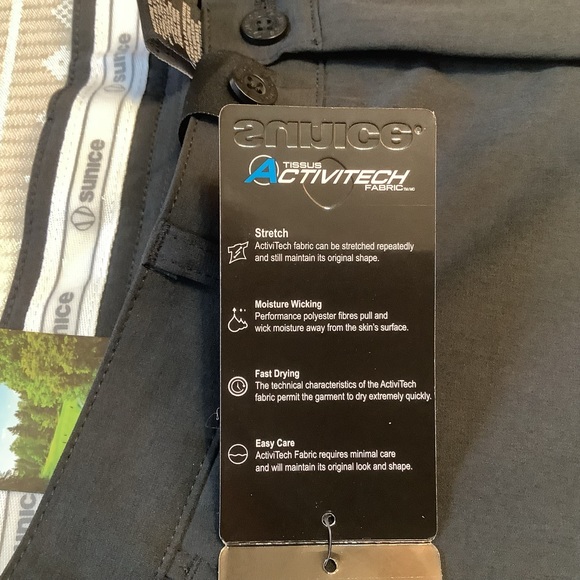 sunice
TISSUS
ACTIVITECH
FABRIC
Stretch
ActiviTech fabric can be stretched repeatedly
and still maintain its original shape.
Moisture Wicking
Performance polyester fibres pull and
wick moisture away from the skin's surface.
Fast Drying
The technical characteristics of the ActiviTech
fabric permit the garment to dry extremely quickly.
Easy Care
ActiviTech Fabric requires minimal care
and will maintain its original look and shape.
sunice
sunice